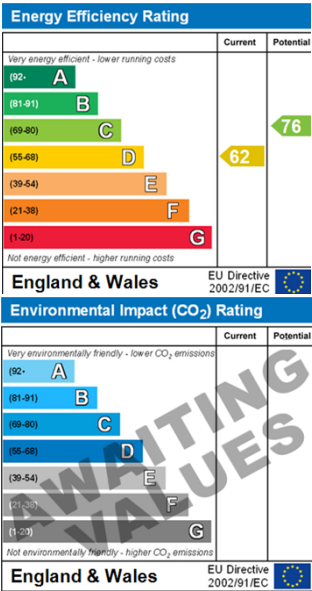 Energy Efficiency Rating
Current Potential
Very energy efficient - lower running costs
(92- A
(81-91) B
(69-80) C
76
(55-68) D
62
(39-54) E
(21-38) F
(1-20) G
Not energy efficient - higher running costs
England & Wales
EU Directive
2002/91/EC
Environmental Impact (CO₂) Rating
Current Potential
Very environmentally friendly - lower CO₂ emissions
(92- A
(81-91) B
(69-80) C
(55-68) D
(39-54) E
(21-38) F
(1-20) G
AWAITING
VALUES
Not environmentally friendly - higher CO₂ emissions
England & Wales
EU Directive
2002/91/EC